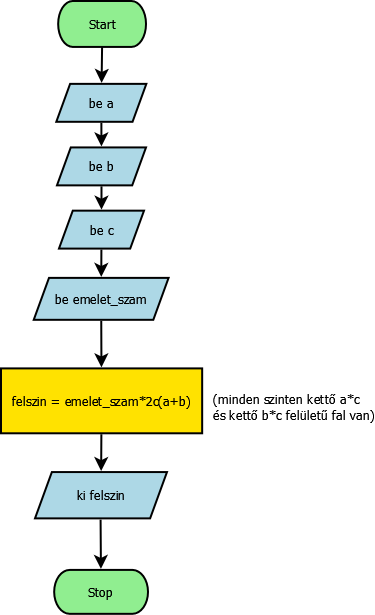 Start
be a
be b
be c
be emelet_szam
felszin = emelet_szam*2c(a+b)
(minden szinten kettő a*c
és kettő b*c felületű fal van)
ki felszin
Stop